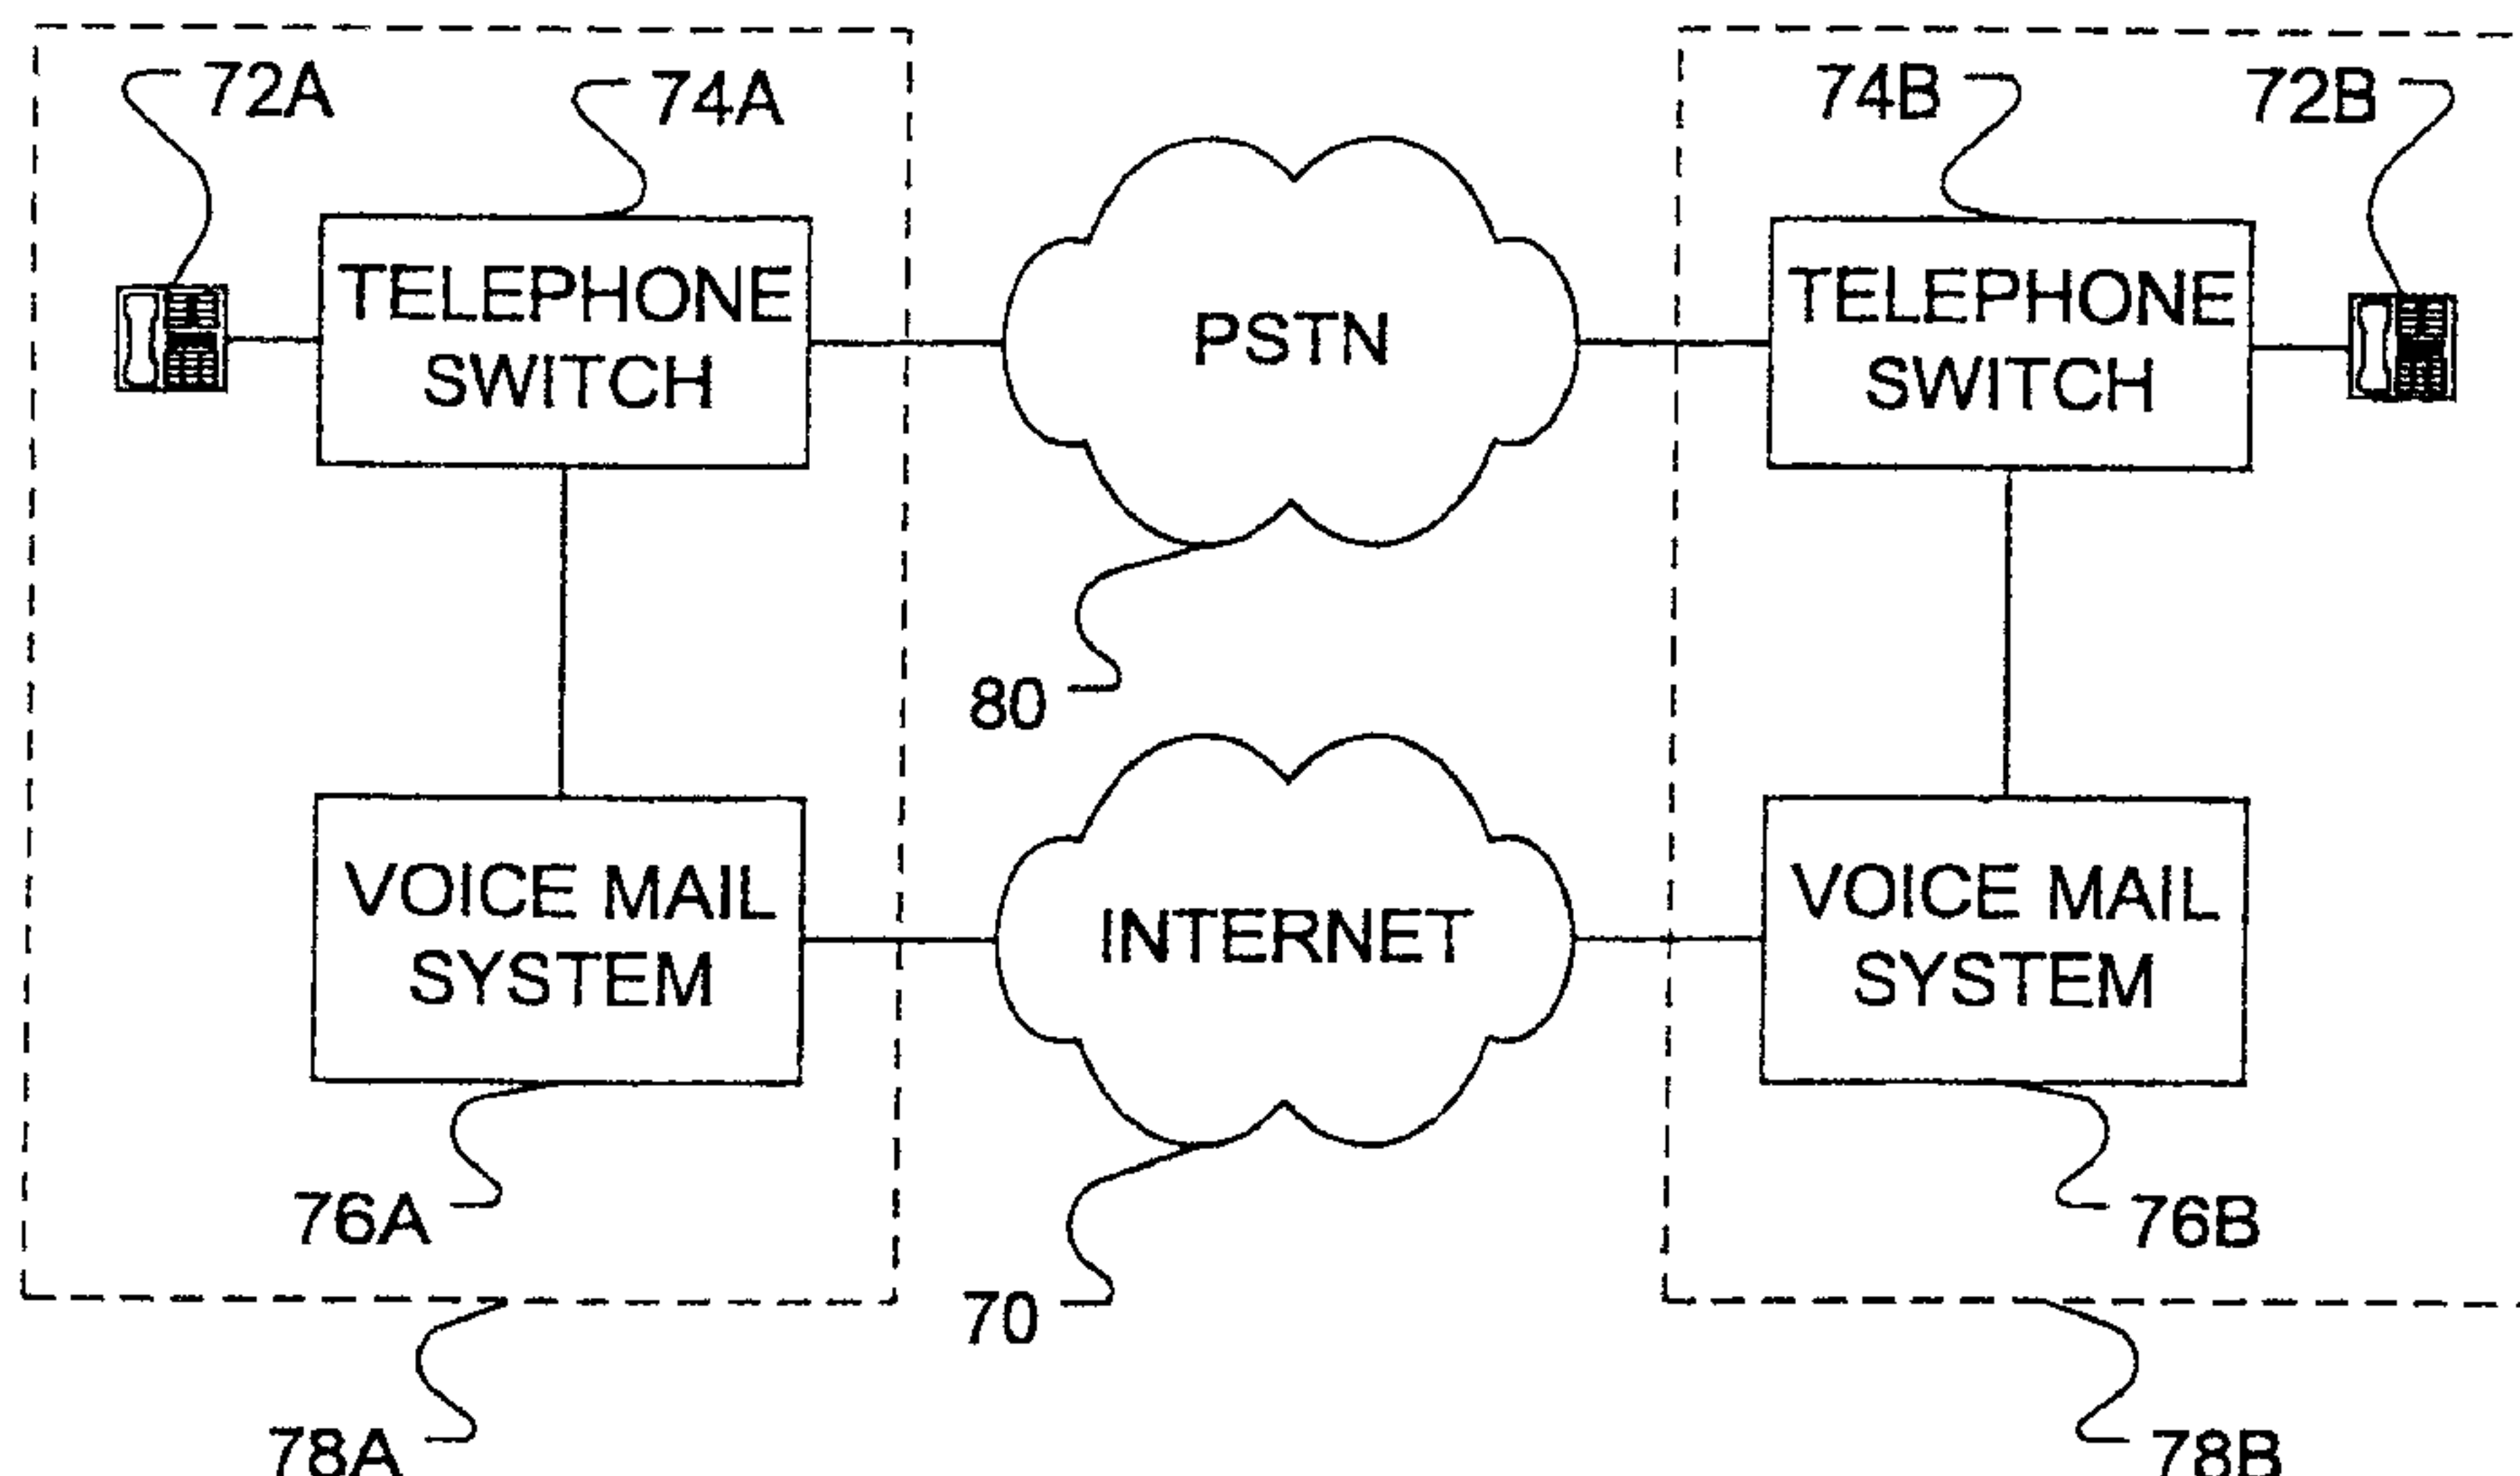 72A
74A
74B
72B
TELEPHONE
SWITCH
PSTN
TELEPHONE
SWITCH
80
VOICE MAIL
SYSTEM
INTERNET
VOICE MAIL
SYSTEM
76A
76B
70
78A
78B